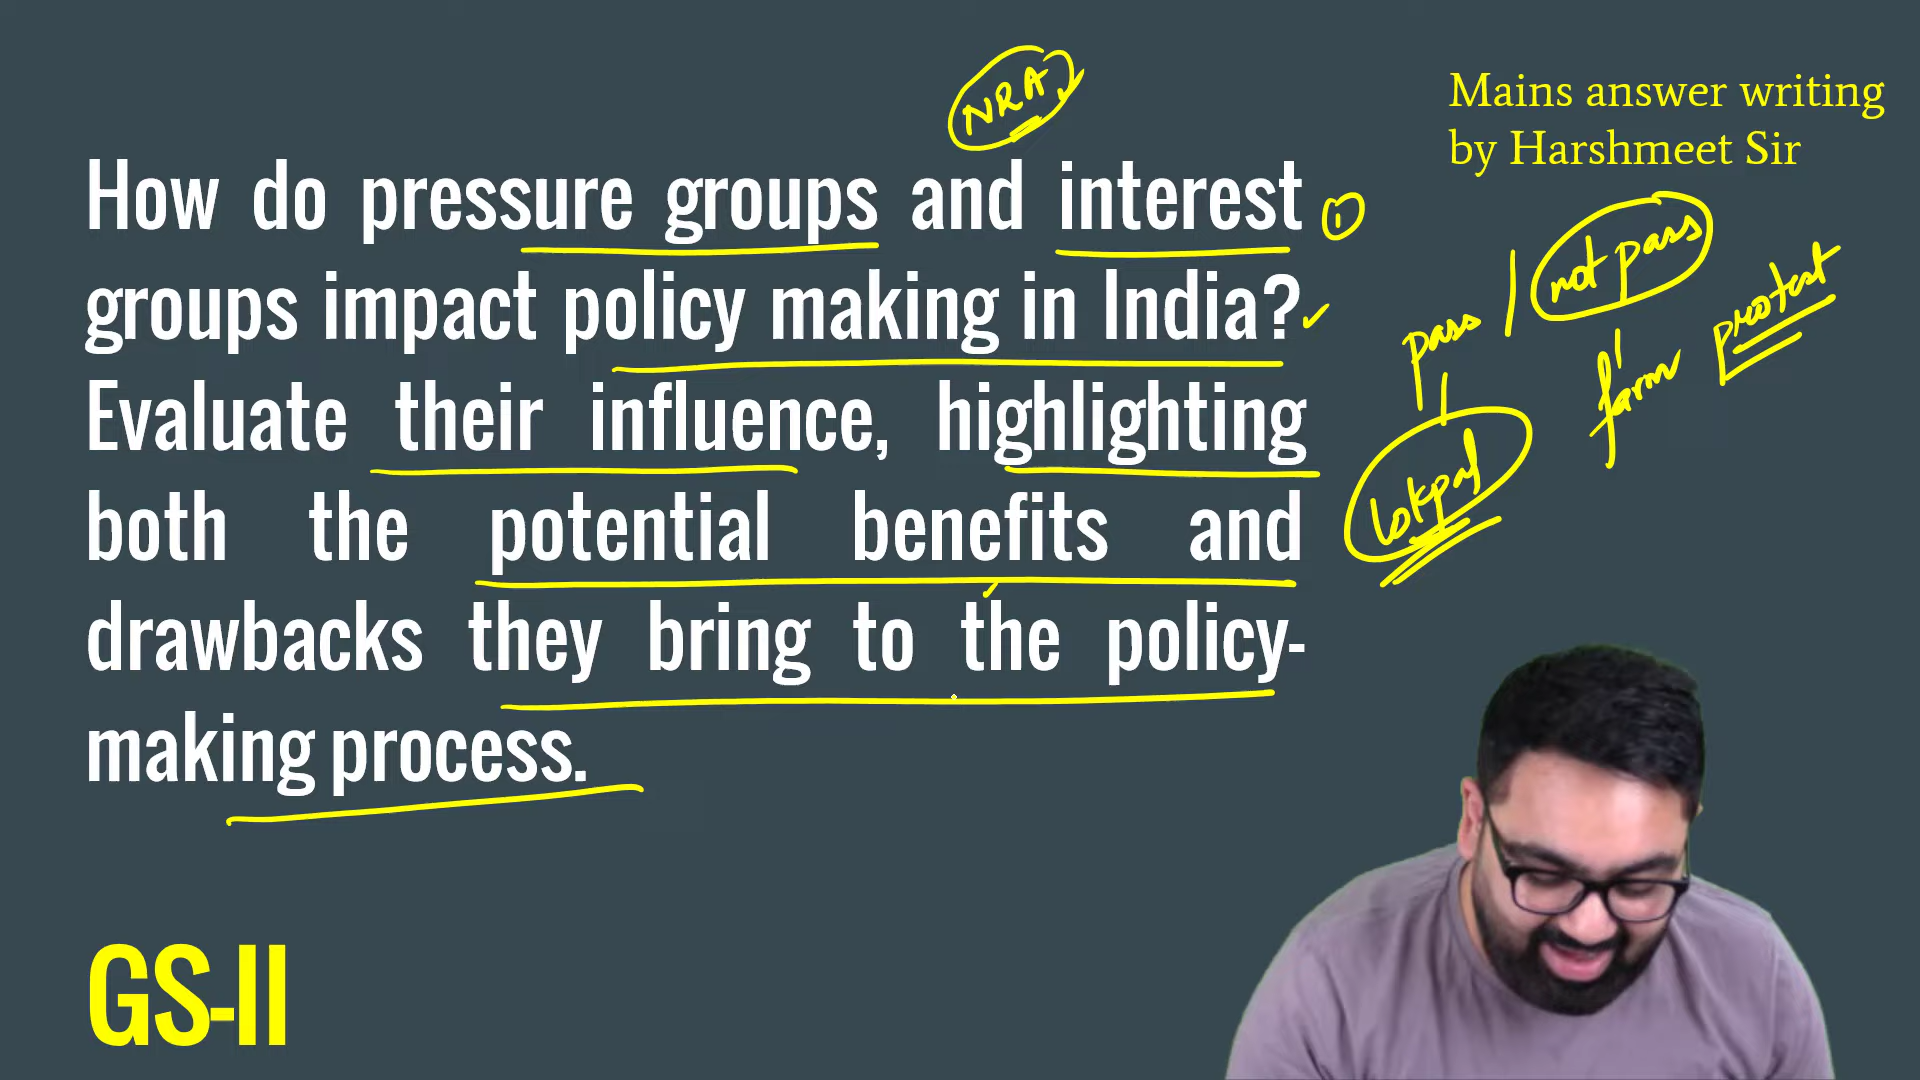 NRA
Mains answer writing
by Harshmeet Sir
How do pressure groups and interest
groups impact policy making in India?
Evaluate their influence, highlighting
both the potential benefits and
drawbacks they bring to the policy-
making process.
1
pass / not pass
farm protest
Lokpal
GS-II